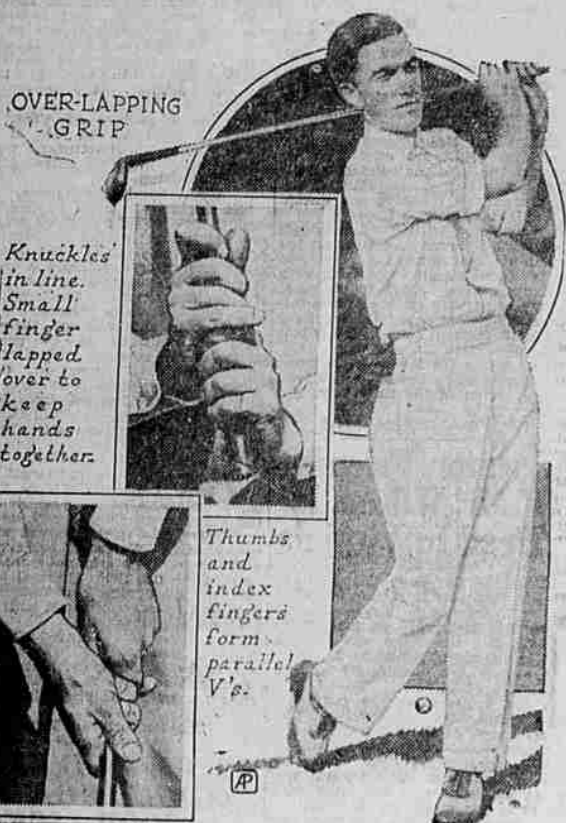 OVER-LAPPING
GRIP
Knuckles
in line.
Small
finger
lapped
over to
keep
hands
together.
Thumbs
and
index
fingers
form
parallel
V's.
AP